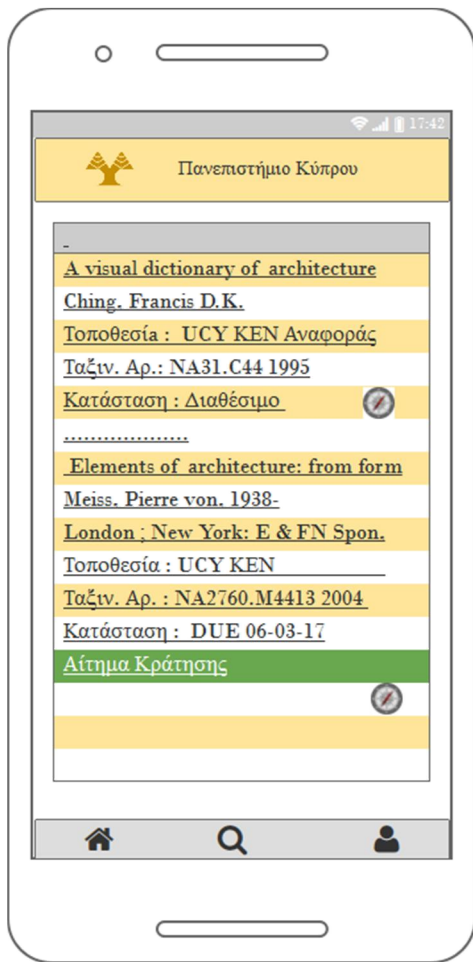 17:42
Πανεπιστήμιο Κύπρου
-
A visual dictionary of architecture
Ching. Francis D.K.
Τοποθεσία : UCY KEN Αναφοράς
Ταξιν. Αρ.: NA31.C44 1995
Κατάσταση : Διαθέσιμο
...................
Elements of architecture: from form
Meiss. Pierre von. 1938-
London ; New York: E & FN Spon.
Τοποθεσία : UCY KEN
Ταξιν. Αρ. : NA2760.M4413 2004
Κατάσταση : DUE 06-03-17
Αίτημα Κράτησης